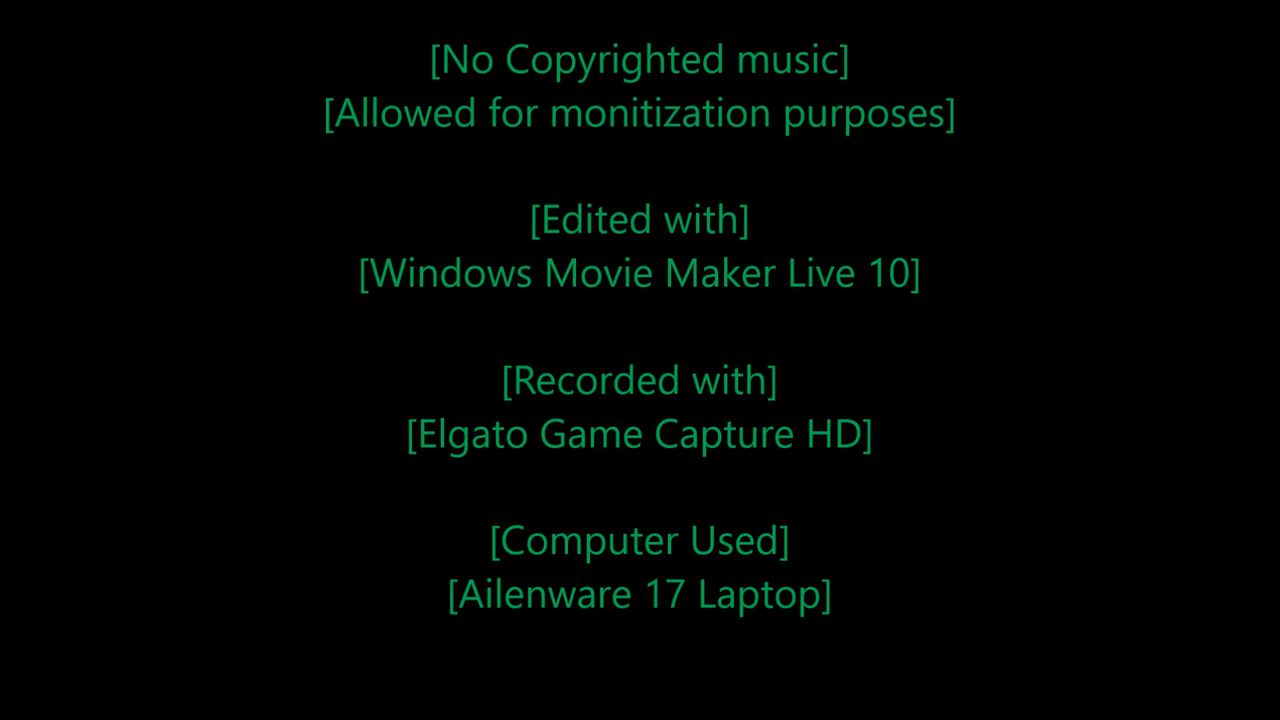 [No Copyrighted music]
[Allowed for monitization purposes]
[Edited with]
[Windows Movie Maker Live 10]
[Recorded with]
[Elgato Game Capture HD]
[Computer Used]
[Ailenware 17 Laptop]